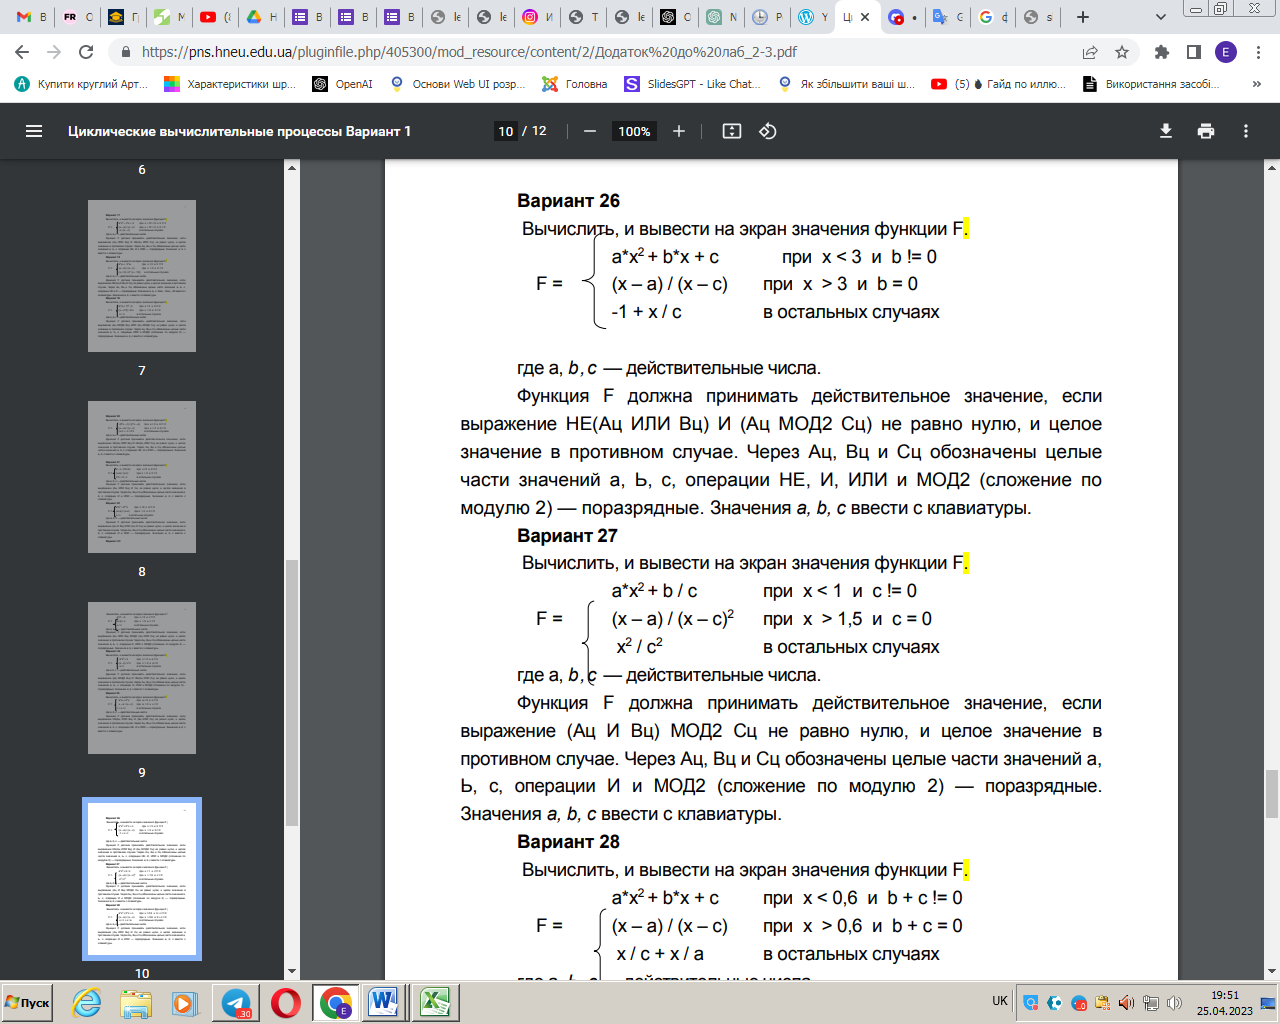 https://pns.hneu.edu.ua/pluginfile.php/405300/mod_resource/content/2/Додаток%20до%20лаб_2-3.pdf
Купити круглий Арт... Характеристики шр... OpenAI Основи Web UI розр... Головна SlidesGPT - Like Chat... Як збільшити ваші ш... (5) Гайд по иллю... Використання засобі... »
Циклические вычислительные процессы Вариант 1 10 / 12 100%
6
7
8
9
10
Вариант 26
Вычислить, и вывести на экран значения функции F.
a*x² + b*x + c при x < 3 и b != 0
F = (x – a) / (x – c) при x > 3 и b = 0
-1 + x / c в остальных случаях
где a, b, c — действительные числа.
Функция F должна принимать действительное значение, если
выражение НЕ(Ац ИЛИ Вц) И (Ац МОД2 Сц) не равно нулю, и целое
значение в противном случае. Через Ац, Вц и Сц обозначены целые
части значений а, Ь, с, операции НЕ, И, ИЛИ и МОД2 (сложение по
модулю 2) — поразрядные. Значения a, b, c ввести с клавиатуры.
Вариант 27
Вычислить, и вывести на экран значения функции F.
a*x² + b / c при x < 1 и c != 0
F = (x – a) / (x – c)² при x > 1,5 и c = 0
x² / c² в остальных случаях
где a, b, c — действительные числа.
Функция F должна принимать действительное значение, если
выражение (Ац И Вц) МОД2 Сц не равно нулю, и целое значение в
противном случае. Через Ац, Вц и Сц обозначены целые части значений а,
Ь, с, операции И и МОД2 (сложение по модулю 2) — поразрядные.
Значения a, b, c ввести с клавиатуры.
Вариант 28
Вычислить, и вывести на экран значения функции F.
a*x² + b*x + c при x < 0,6 и b + c != 0
F = (x – a) / (x – c) при x > 0,6 и b + c = 0
x / c + x / a в остальных случаях
Пуск .30 UK 19:51
25.04.2023